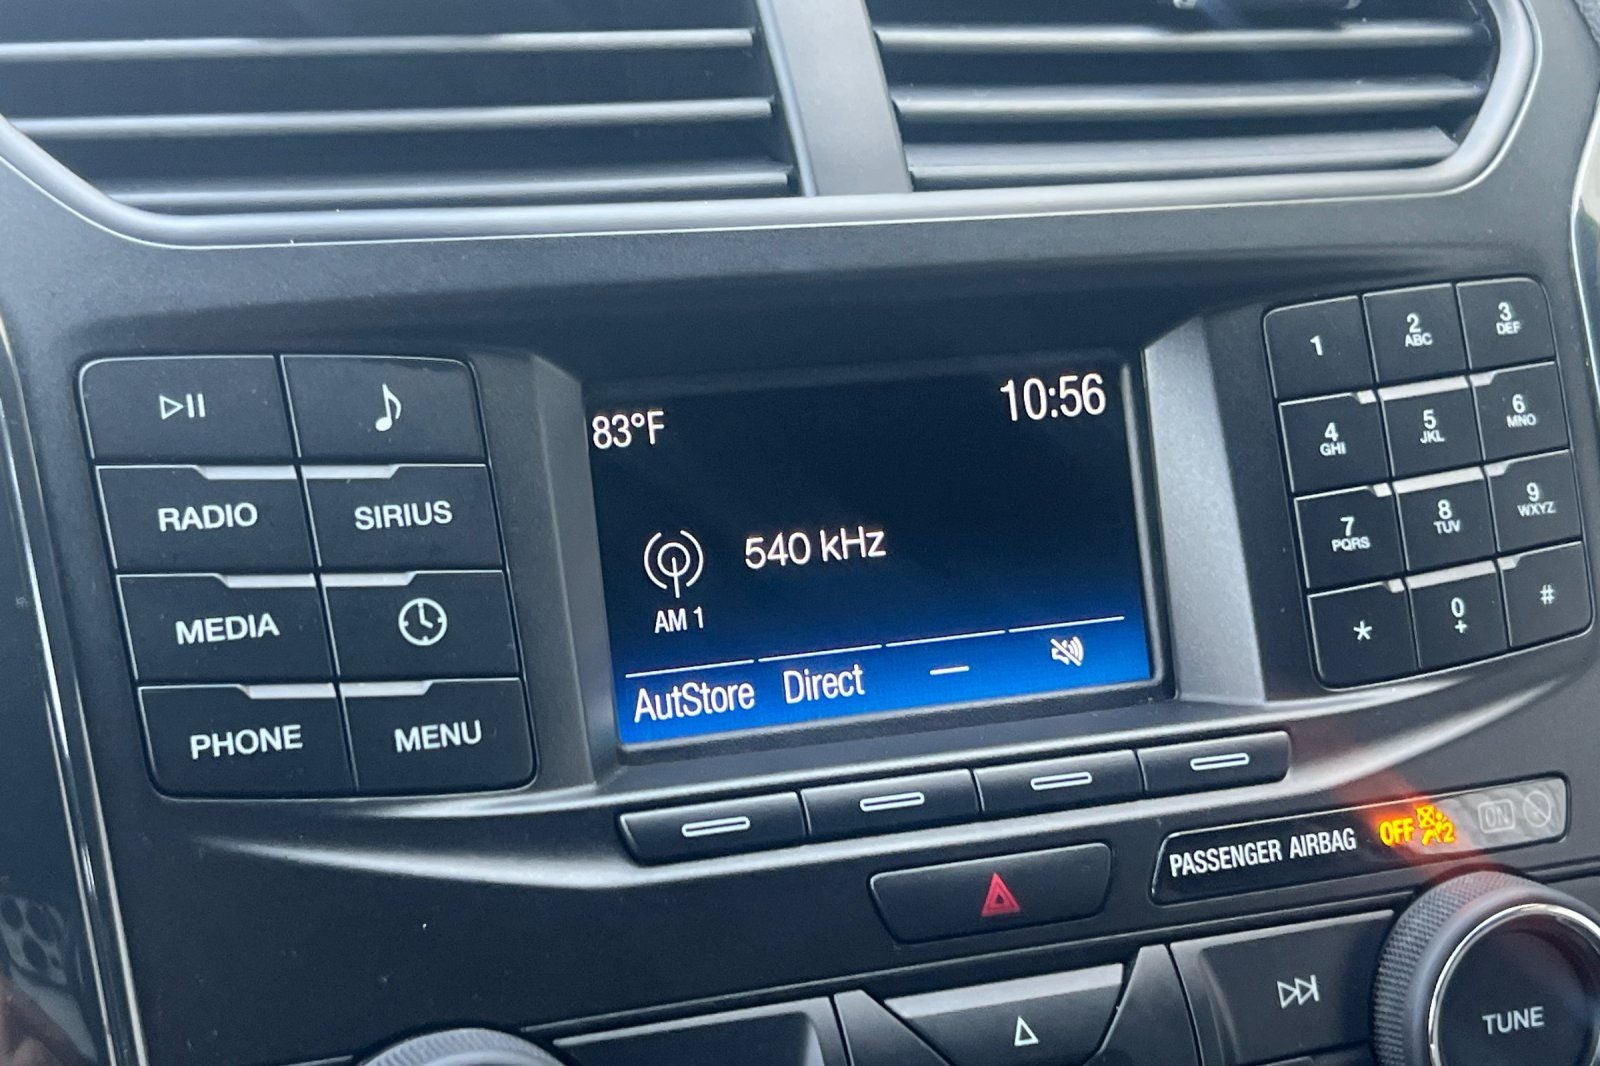 83°F
10:56
540 kHz
AM 1
AutStore Direct —
RADIO
SIRIUS
MEDIA
PHONE
MENU
1
2
ABC
3
DEF
4
GHI
5
JKL
6
MNO
7
PQRS
8
TUV
9
WXYZ
*
0
+
#
PASSENGER AIRBAG OFF 2 ON
TUNE